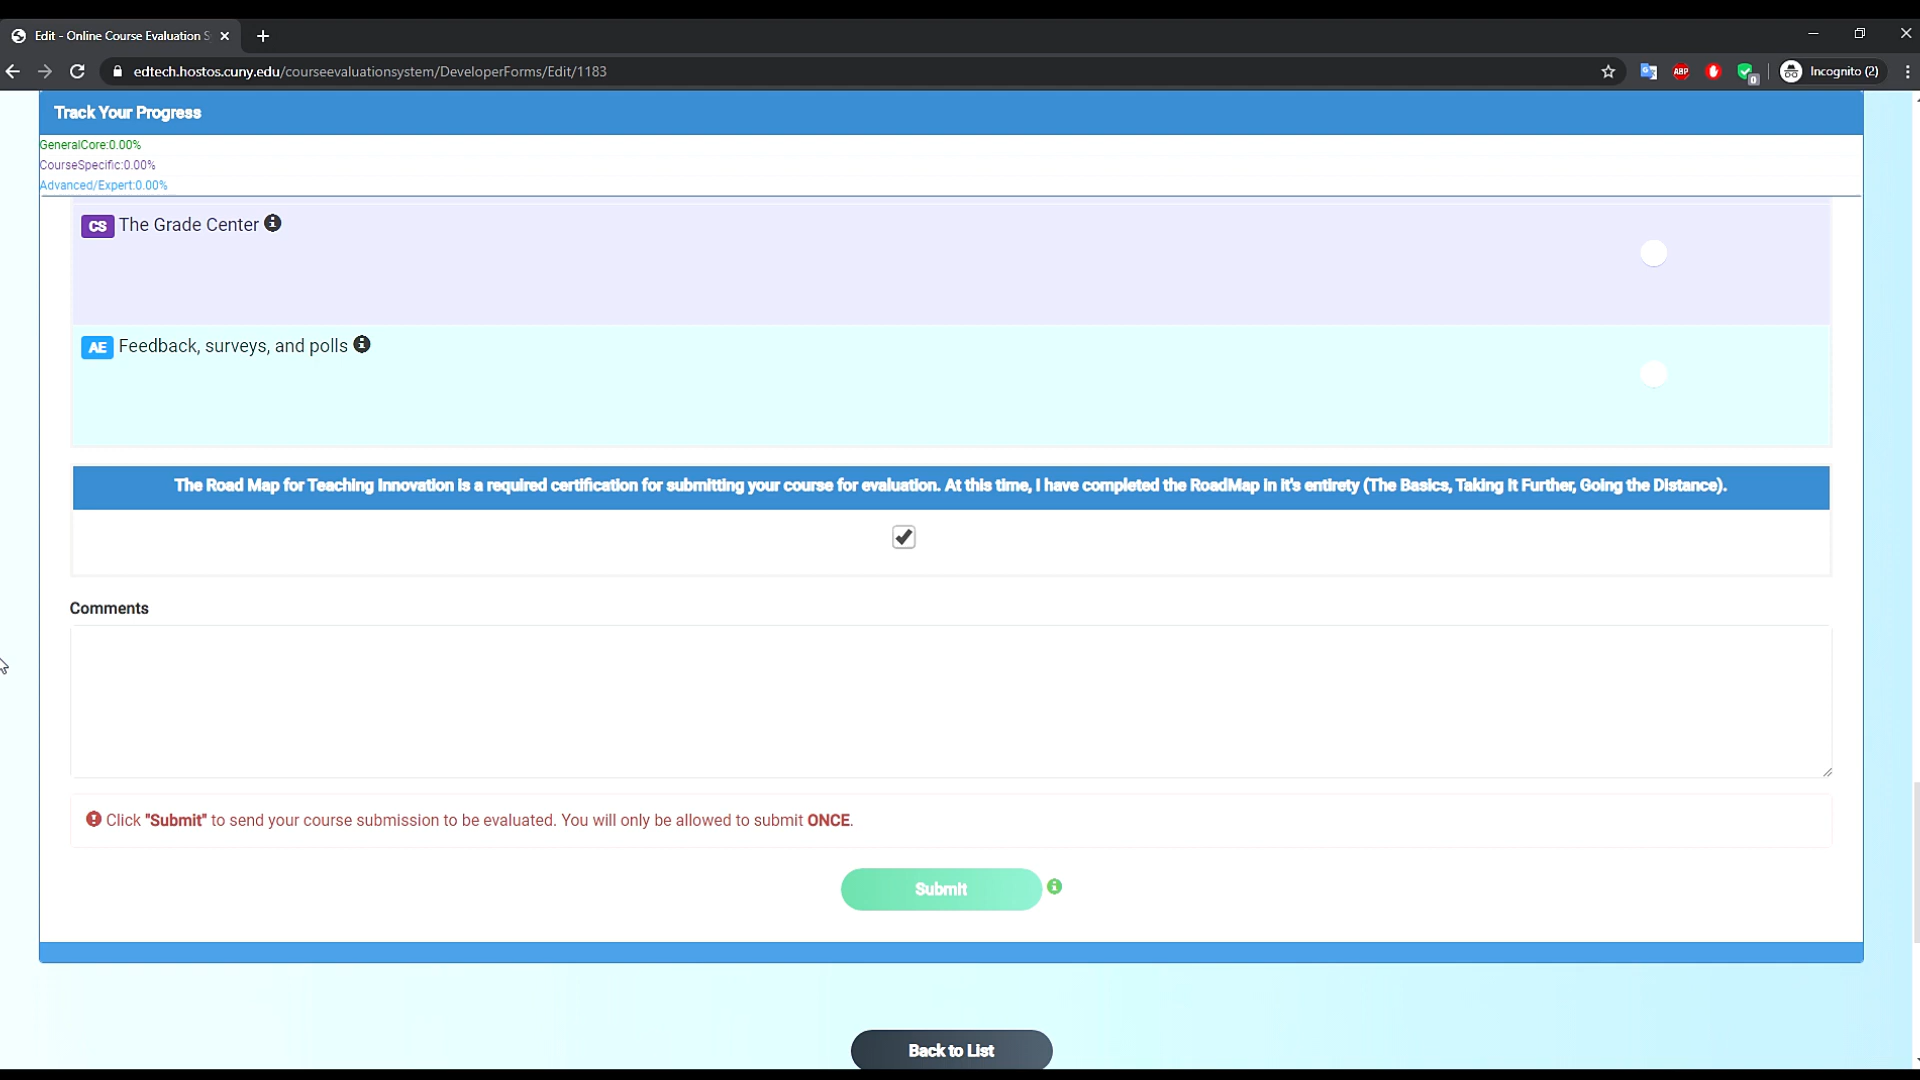 Edit - Online Course Evaluation S
edtech.hostos.cuny.edu/courseevaluationsystem/DeveloperForms/Edit/1183
ABP
0
Incognito (2)
Track Your Progress
GeneralCore:0.00%
CourseSpecific:0.00%
Advanced/Expert:0.00%
CS The Grade Center
AE Feedback, surveys, and polls
The Road Map for Teaching Innovation is a required certification for submitting your course for evaluation. At this time, I have completed the RoadMap in it's entirety (The Basics, Taking It Further, Going the Distance).
Comments
Click "Submit" to send your course submission to be evaluated. You will only be allowed to submit ONCE.
Submit
Back to List